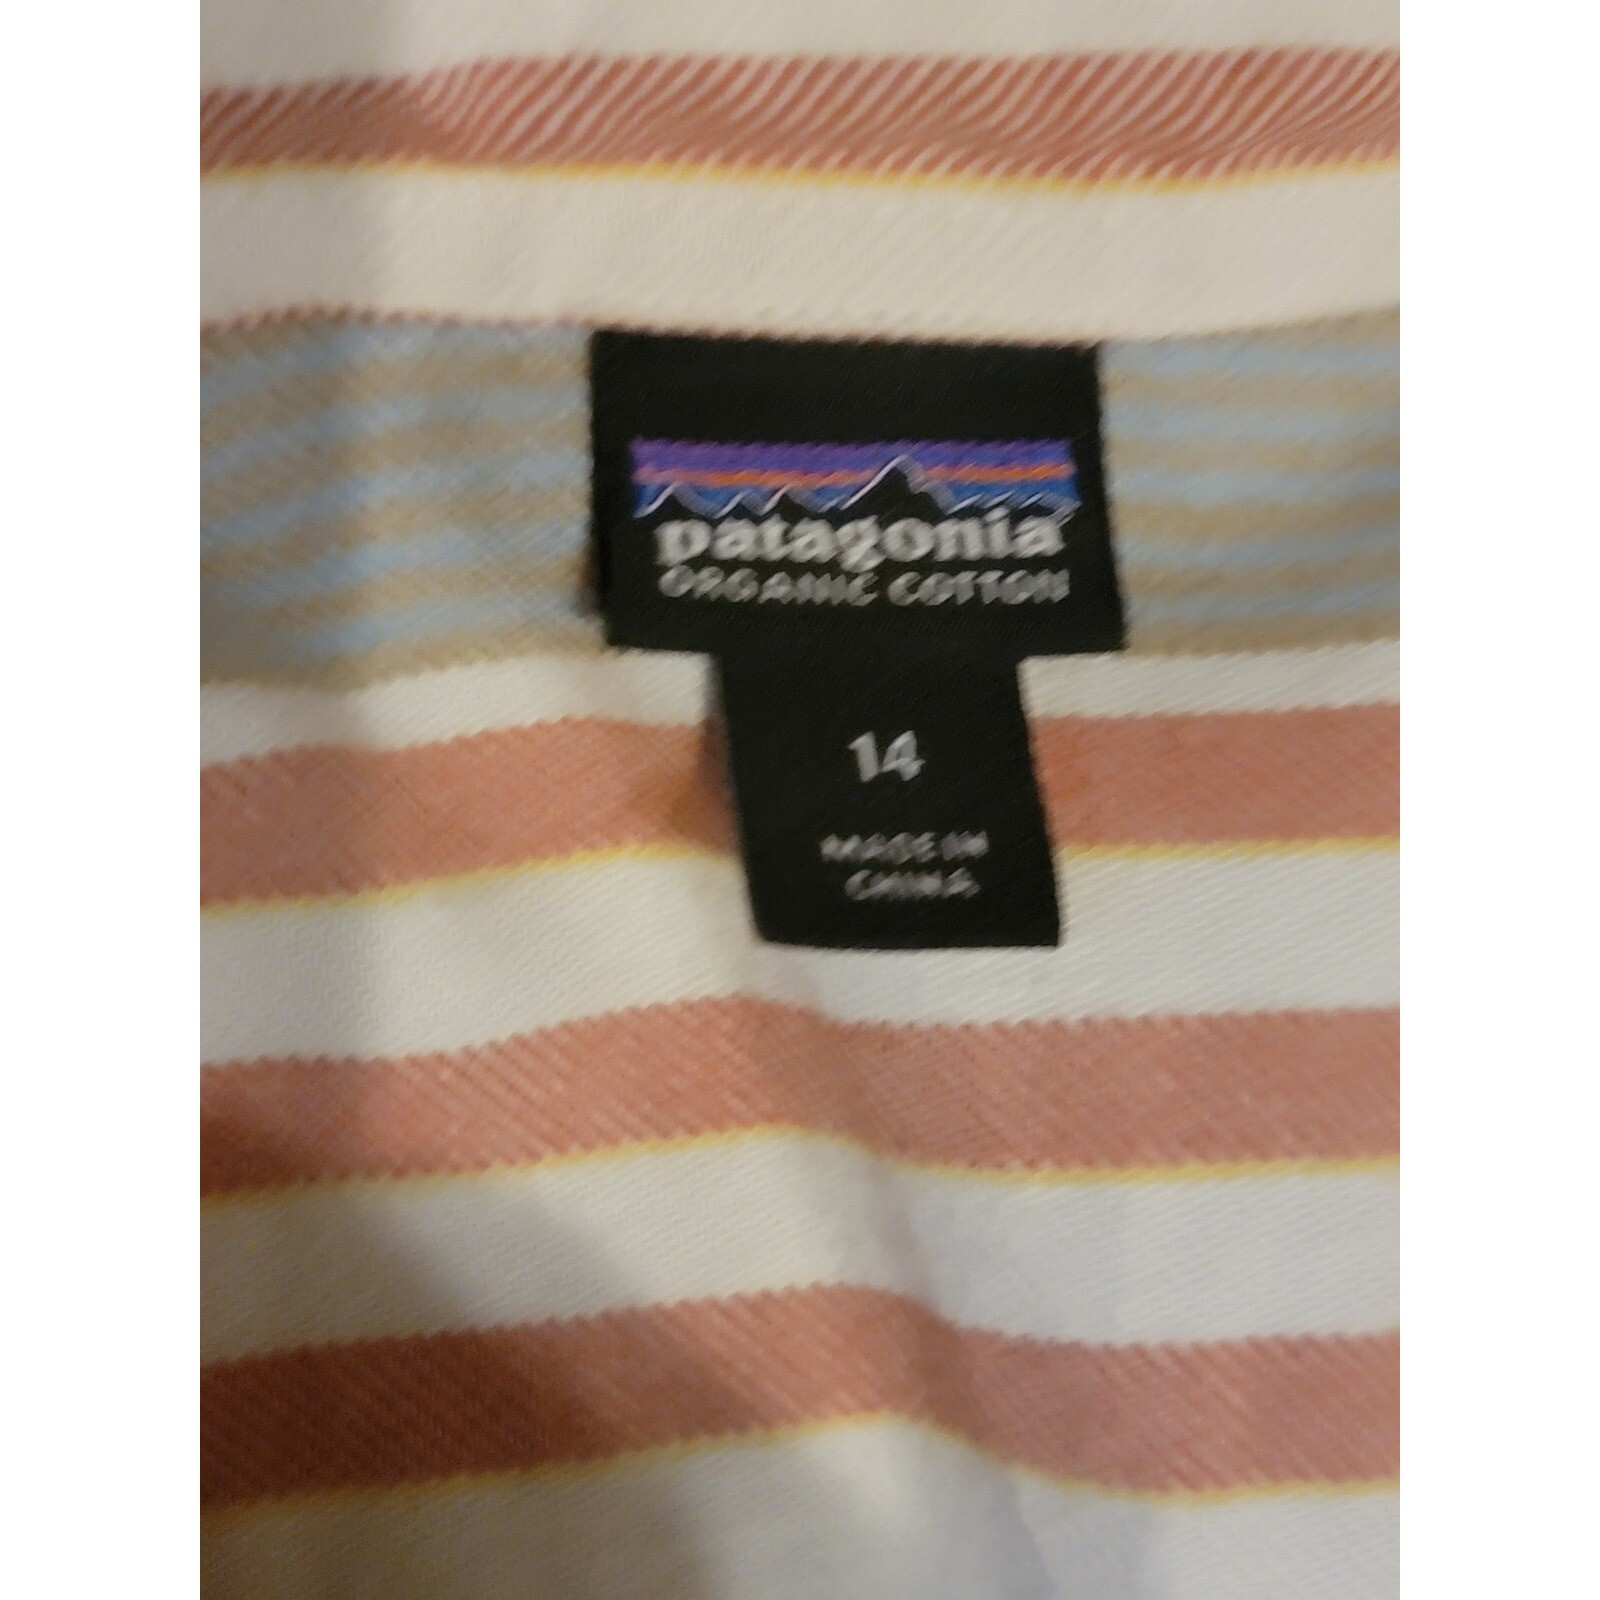 patagonia
ORGANIC COTTON
14
MADE IN
CHINA